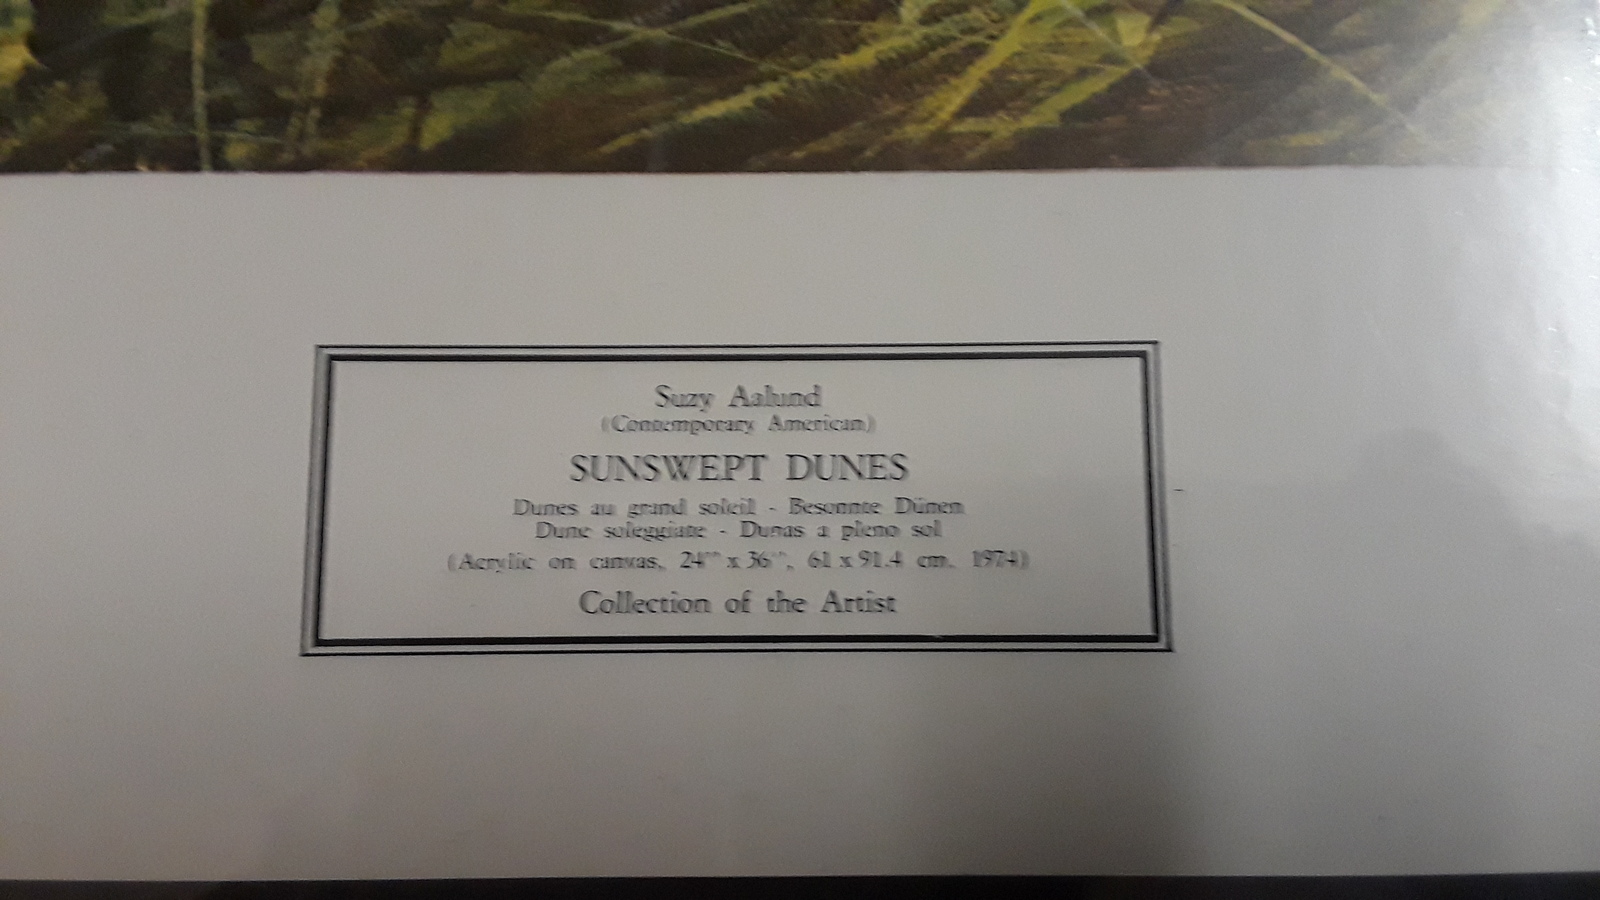 Suzy Aalund
(Contemporary American)
SUNSWEPT DUNES
Dunes au grand soleil - Besonnte Dünen
Dune soleggiate - Dunas a pleno sol
(Acrylic on canvas, 24" x 36", 61 x 91.4 cm. 1974)
Collection of the Artist